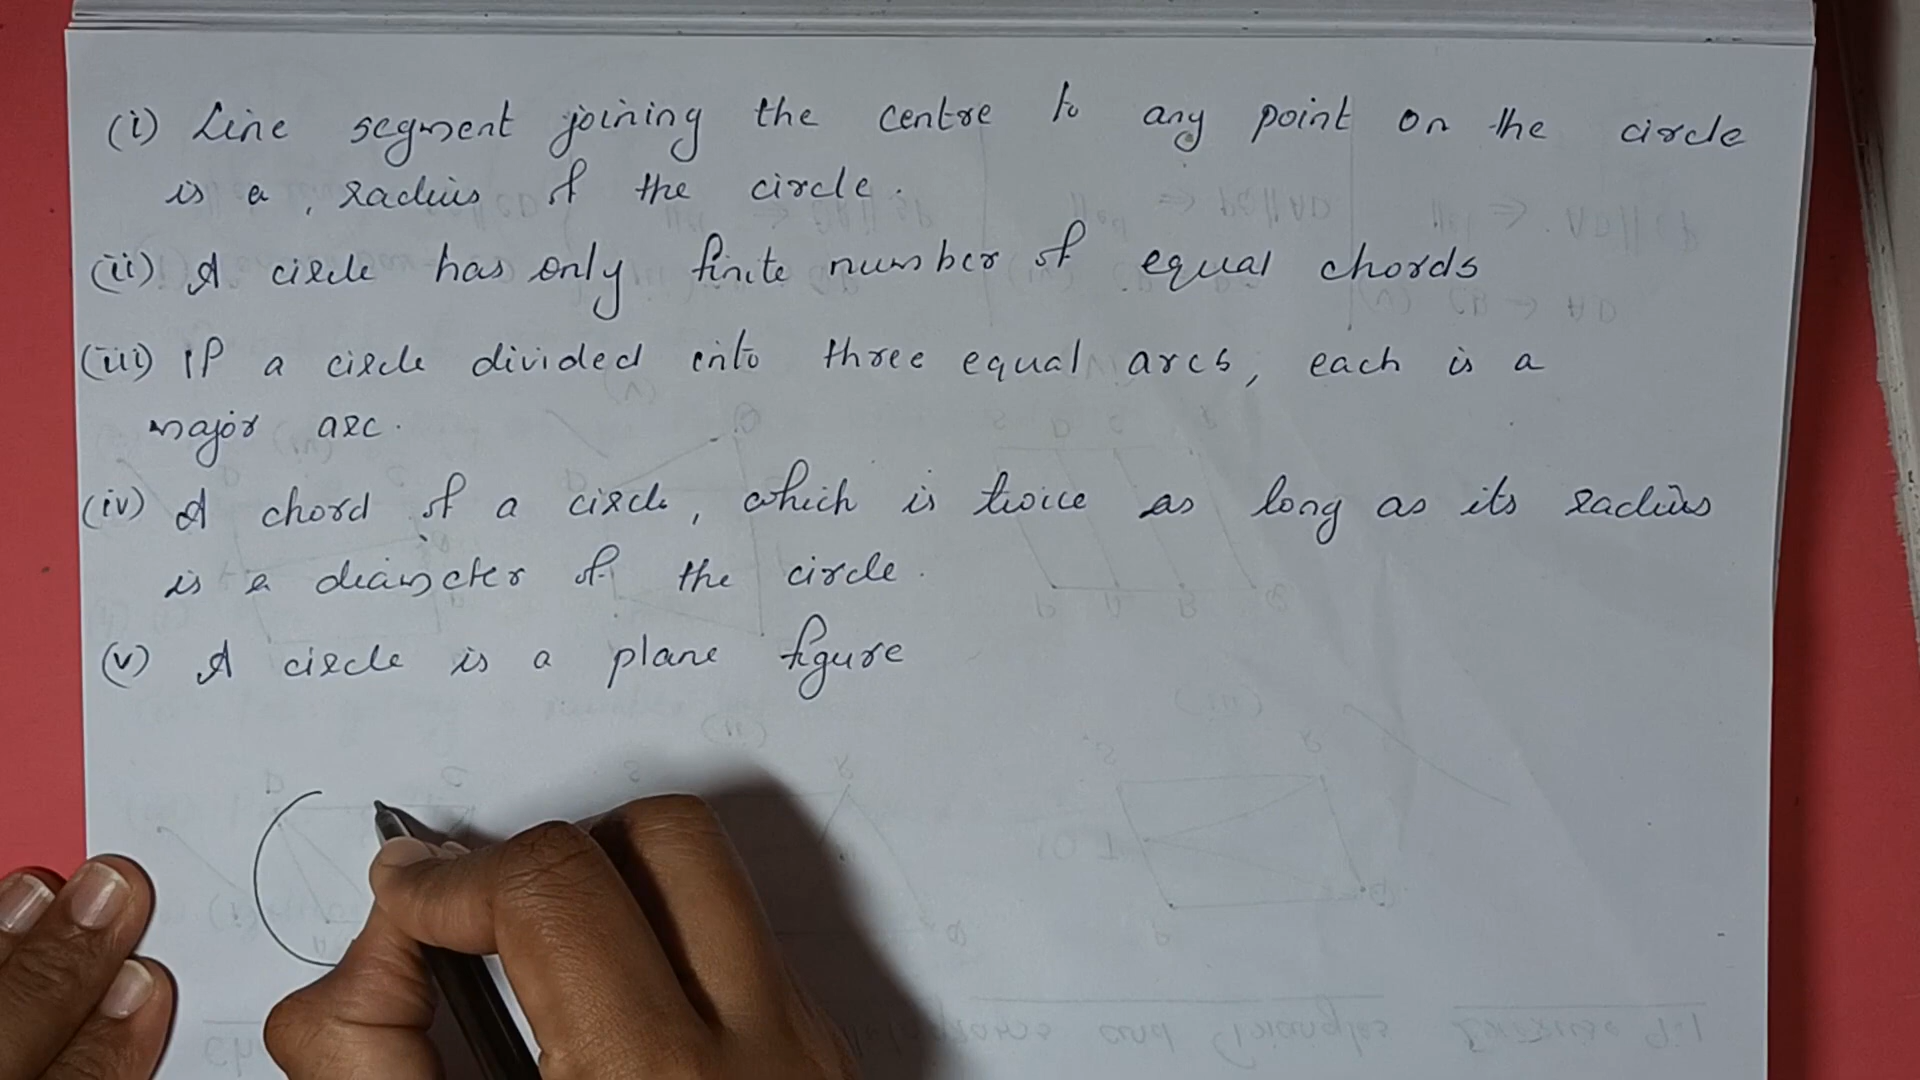 (i) Line segment joining the centre to any point on the circle
is a radius of the circle.
(ii) A circle has only finite number of equal chords
(iii) If a circle divided into three equal arcs, each is a
major arc.
(iv) A chord of a circle, which is twice as long as its radius
is a diameter of the circle.
(v) A circle is a plane figure